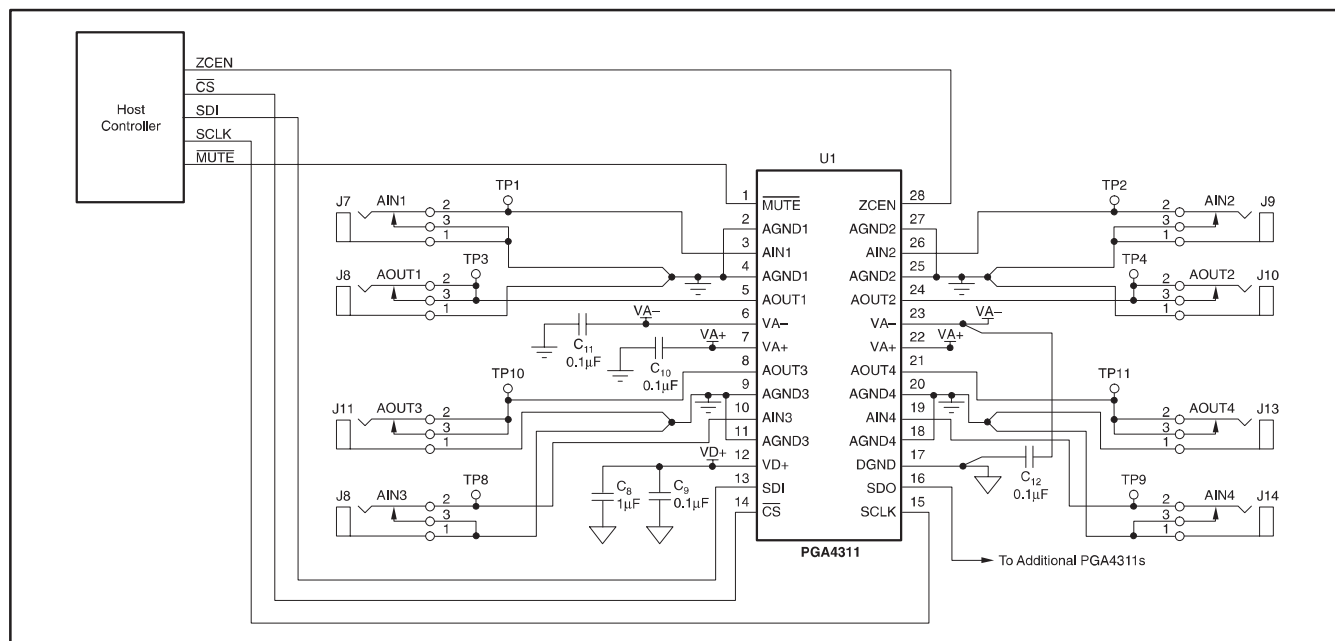 ZCEN
CS
Host
Controller
SDI
SCLK
MUTE
U1
J7
AIN1
2
3
1
TP1
J8
AOUT1
2
3
1
TP3
VA–
C11
0.1µF
VA+
C10
0.1µF
TP10
J11
AOUT3
2
3
1
J8
AIN3
2
3
1
TP8
VD+
C8
1µF
C9
0.1µF
1 MUTE
2 AGND1
3 AIN1
4 AGND1
5 AOUT1
6 VA–
7 VA+
8 AOUT3
9 AGND3
10 AIN3
11 AGND3
12 VD+
13 SDI
14 CS
ZCEN 28
AGND2 27
AIN2 26
AGND2 25
AOUT2 24
VA– 23
VA+ 22
AOUT4 21
AGND4 20
AIN4 19
AGND4 18
DGND 17
SDO 16
SCLK 15
PGA4311
TP2
2
3
1
AIN2
J9
TP4
2
3
1
AOUT2
J10
VA–
VA+
TP11
2
3
1
AOUT4
J13
C12
0.1µF
TP9
2
3
1
AIN4
J14
To Additional PGA4311s